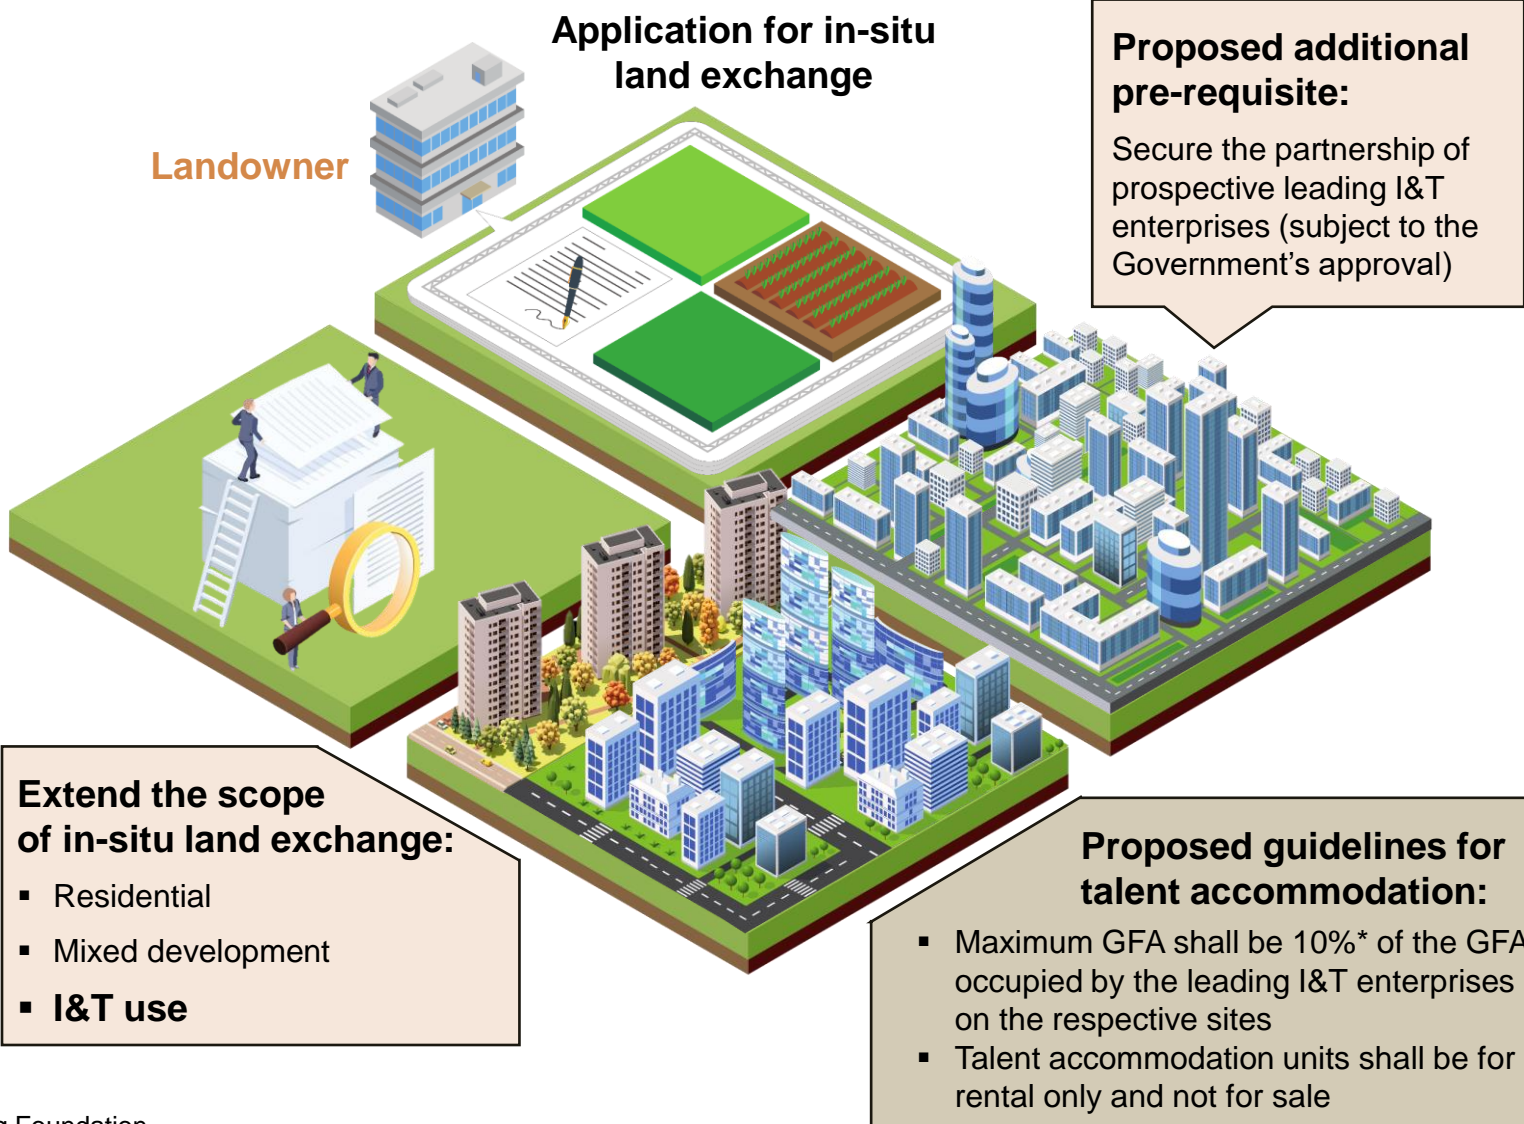 Application for in-situ
land exchange
Landowner
Proposed additional
pre-requisite:
Secure the partnership of
prospective leading I&T
enterprises (subject to the
Government’s approval)
Extend the scope
of in-situ land exchange:
▪ Residential
▪ Mixed development
▪ I&T use
Proposed guidelines for
talent accommodation:
▪ Maximum GFA shall be 10%* of the GFA
occupied by the leading I&T enterprises
on the respective sites
▪ Talent accommodation units shall be for
rental only and not for sale
Foundation